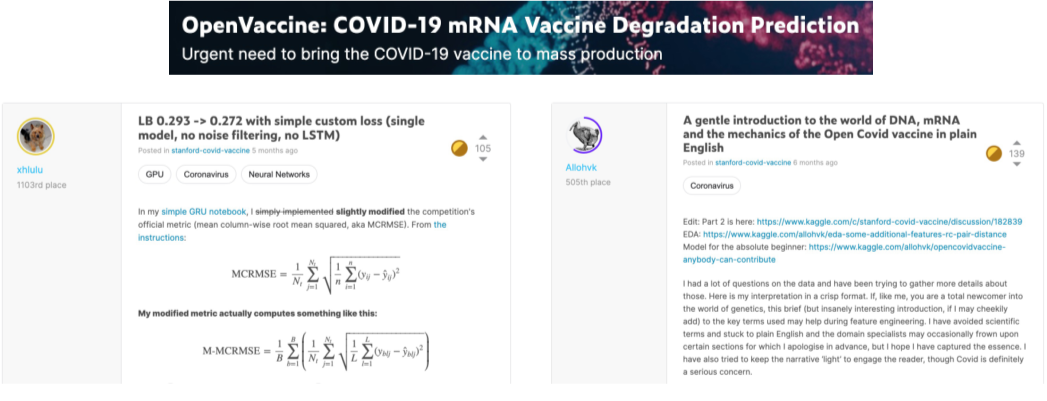 OpenVaccine: COVID-19 mRNA Vaccine Degradation Prediction
Urgent need to bring the COVID-19 vaccine to mass production
xhlulu
1103rd place
LB 0.293 -> 0.272 with simple custom loss (single
model, no noise filtering, no LSTM)
Posted in stanford-covid-vaccine 5 months ago
105
GPU Coronavirus Neural Networks
In my simple GRU notebook, I simply implemented slightly modified the competition's
official metric (mean column-wise root mean squared, aka MCRMSE). From the
instructions:
MCRMSE = \frac{1}{N_t} \sum_{j=1}^{N_t} \sqrt{\frac{1}{n} \sum_{i=1}^{n} (y_{ij} - ŷ_{ij})^2}
My modified metric actually computes something like this:
M-MCRMSE = \frac{1}{B} \sum_{b=1}^{B} \left( \frac{1}{N_t} \sum_{j=1}^{N_t} \sqrt{\frac{1}{L} \sum_{l=1}^{L} (y_{blj} - ŷ_{blj})^2} \right)
Allohvk
505th place
A gentle introduction to the world of DNA, mRNA
and the mechanics of the Open Covid vaccine in plain
English
Posted in stanford-covid-vaccine 6 months ago
139
Coronavirus
Edit: Part 2 is here: https://www.kaggle.com/c/stanford-covid-vaccine/discussion/182839
EDA: https://www.kaggle.com/allohvk/eda-some-additional-features-rc-pair-distance
Model for the absolute beginner: https://www.kaggle.com/allohvk/opencovidvaccine-
anybody-can-contribute
I had a lot of questions on the data and have been trying to gather more details about
those. Here is my interpretation in a crisp format. If, like me, you are a total newcomer into
the world of genetics, this brief (but insanely interesting introduction, if I may cheekily
add) to the key terms used may help during feature engineering. I have avoided scientific
terms and stuck to plain English and the domain specialists may occasionally frown upon
certain sections for which I apologise in advance, but I hope I have captured the essence. I
have also tried to keep the narrative 'light' to engage the reader, though Covid is definitely
a serious concern.